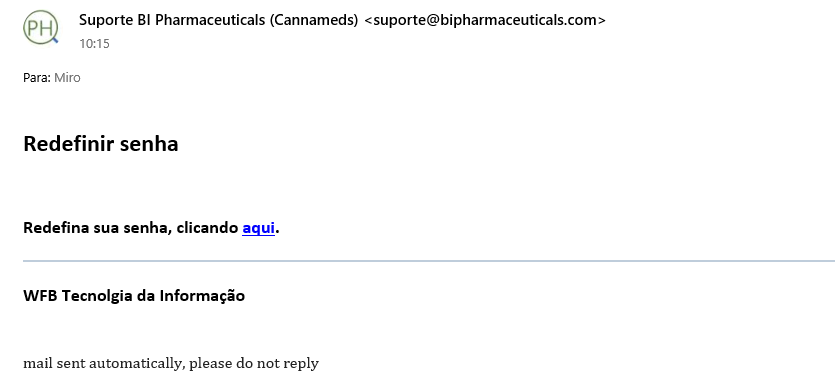 PH
Suporte BI Pharmaceuticals (Cannameds) <suporte@bipharmaceuticals.com>
10:15
Para: Miro
Redefinir senha
Redefina sua senha, clicando aqui.
WFB Tecnolgia da Informação
mail sent automatically, please do not reply